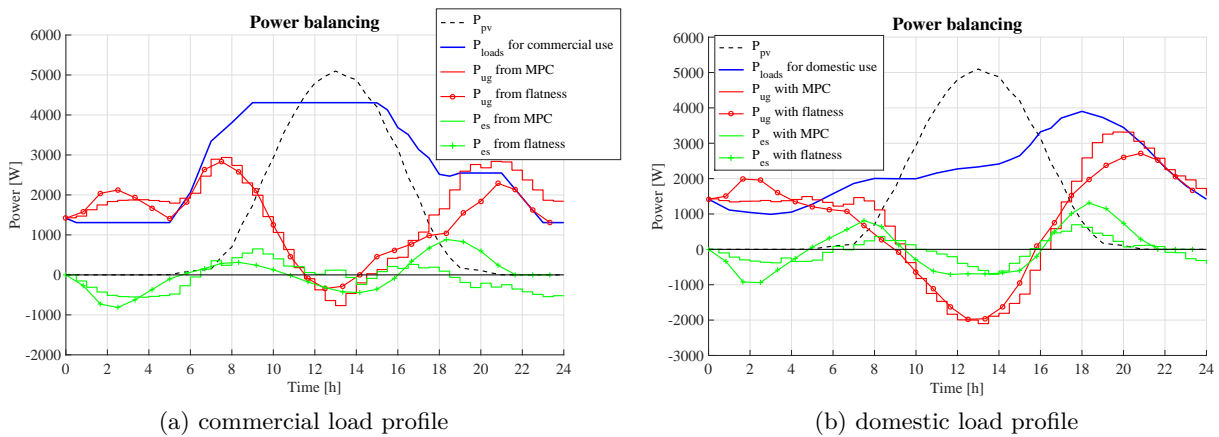 Power balancing
P_pv
P_loads for commercial use
P_ug from MPC
P_ug from flatness
P_es from MPC
P_es from flatness
Power [W]
6000
5000
4000
3000
2000
1000
0
-1000
-2000
0 2 4 6 8 10 12 14 16 18 20 22 24
Time [h]
(a) commercial load profile
Power balancing
P_pv
P_loads for domestic use
P_ug with MPC
P_ug with flatness
P_es with MPC
P_es with flatness
Power [W]
6000
5000
4000
3000
2000
1000
0
-1000
-2000
-3000
0 2 4 6 8 10 12 14 16 18 20 22 24
Time [h]
(b) domestic load profile